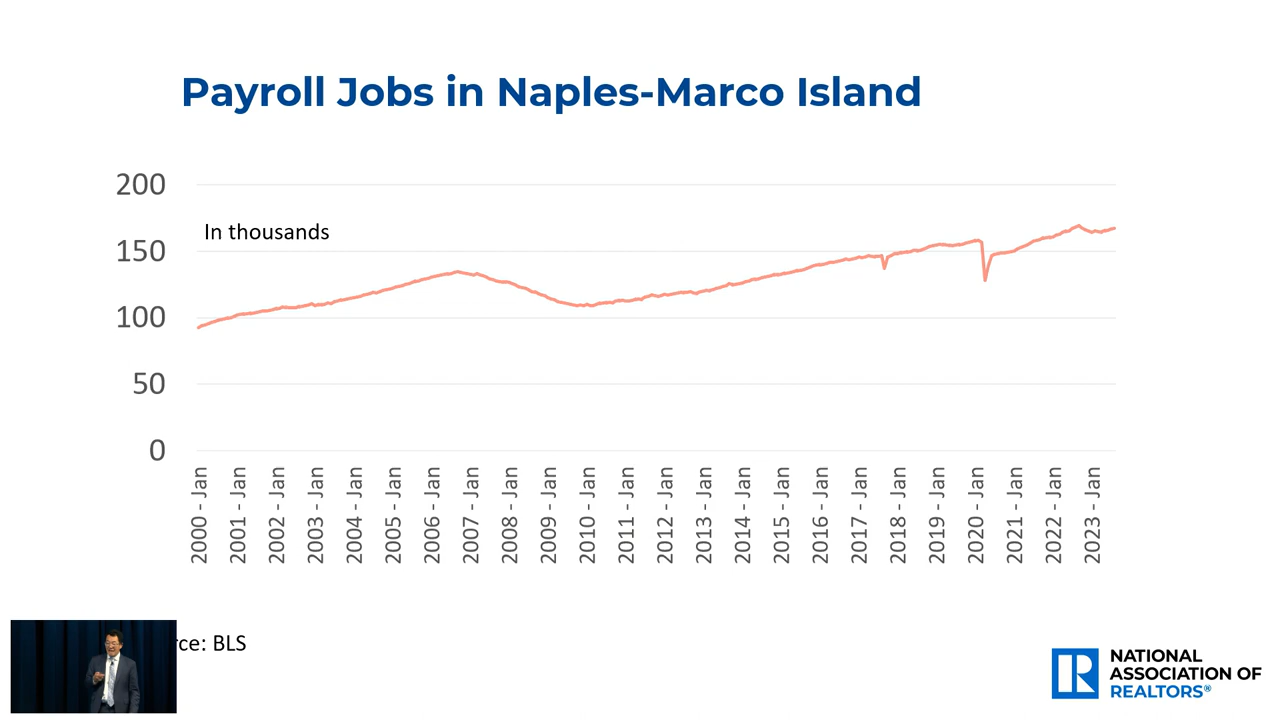 Payroll Jobs in Naples-Marco Island
200
In thousands
150
100
50
0
2000 - Jan
2001 - Jan
2002 - Jan
2003 - Jan
2004 - Jan
2005 - Jan
2006 - Jan
2007 - Jan
2008 - Jan
2009 - Jan
2010 - Jan
2011 - Jan
2012 - Jan
2013 - Jan
2014 - Jan
2015 - Jan
2016 - Jan
2017 - Jan
2018 - Jan
2019 - Jan
2020 - Jan
2021 - Jan
2022 - Jan
2023 - Jan
rce: BLS
NATIONAL
ASSOCIATION OF
REALTORS®